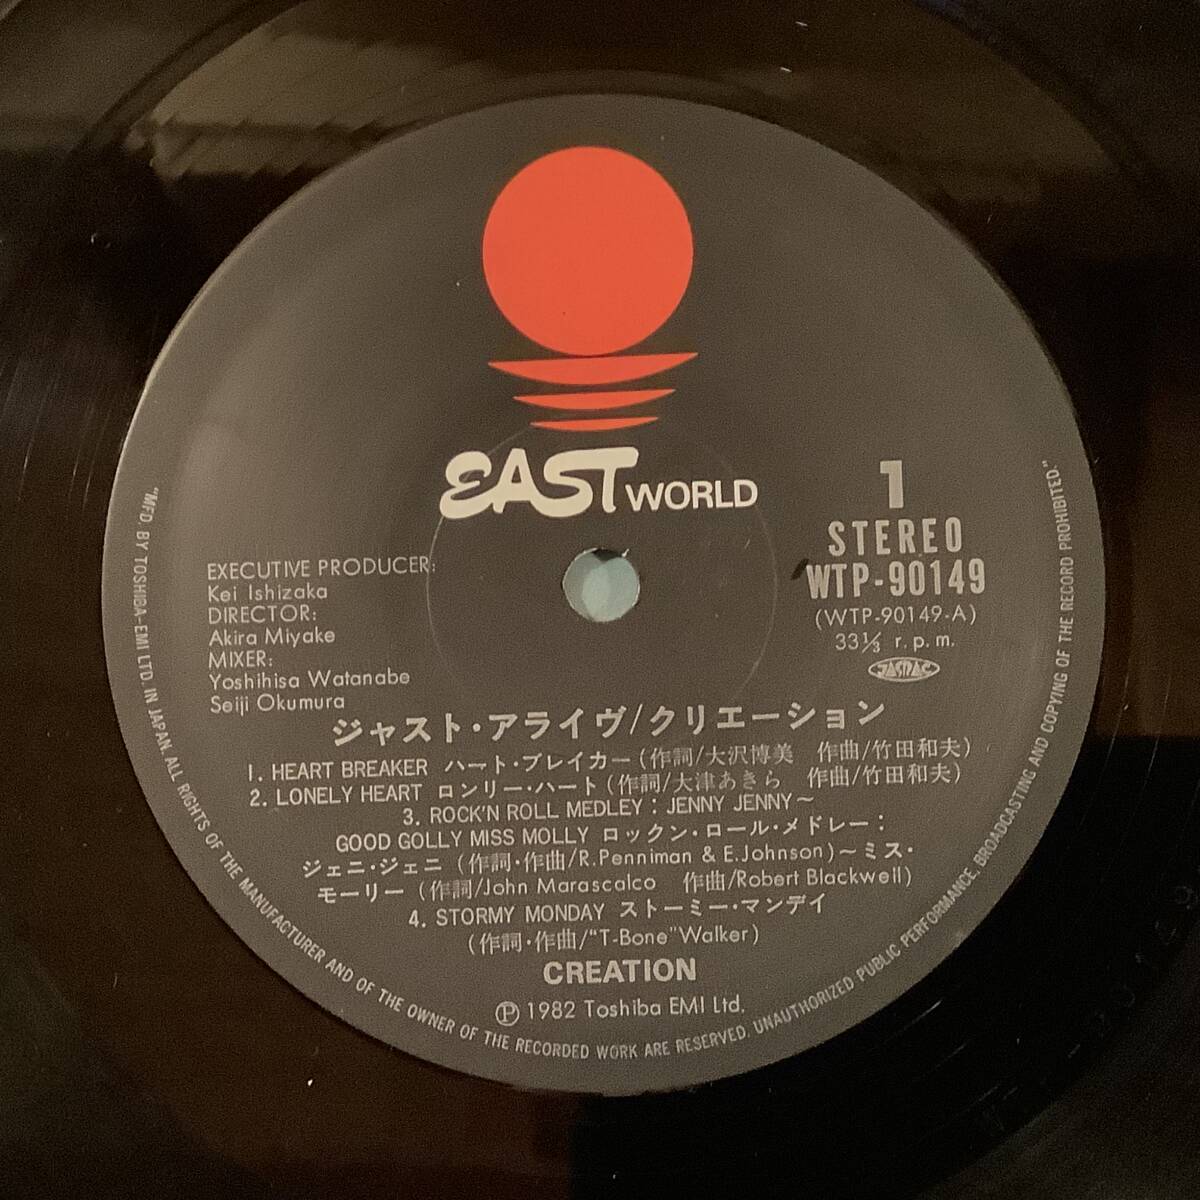 EAST WORLD
1
STEREO
WTP-90149
(WTP-90149-A)
33⅓ r.p.m.
JASRAC
EXECUTIVE PRODUCER:
Kei Ishizaka
DIRECTOR:
Akira Miyake
MIXER:
Yoshihisa Watanabe
Seiji Okumura
ジャスト・アライヴ/クリエーション
1. HEART BREAKER ハート・ブレイカー(作詞/大沢博美 作曲/竹田和夫)
2. LONELY HEART ロンリー・ハート(作詞/大津あきら 作曲/竹田和夫)
3. ROCK'N ROLL MEDLEY: JENNY JENNY～
GOOD GOLLY MISS MOLLY ロックン・ロール・メドレー:
ジェニ・ジェニ(作詞・作曲/R.Penniman & E.Johnson)～ミス・
モーリー(作詞/John Marascalco 作曲/Robert Blackwell)
4. STORMY MONDAY ストーミー・マンデイ
(作詞・作曲/"T-Bone"Walker)
CREATION
Ⓟ 1982 Toshiba EMI Ltd.
"MFD. BY TOSHIBA-EMI LTD. IN JAPAN. ALL RIGHTS OF THE MANUFACTURER AND OF THE OWNER OF THE RECORDED WORK ARE RESERVED. UNAUTHORIZED PUBLIC PERFORMANCE, BROADCASTING AND COPYING OF THE RECORD PROHIBITED."